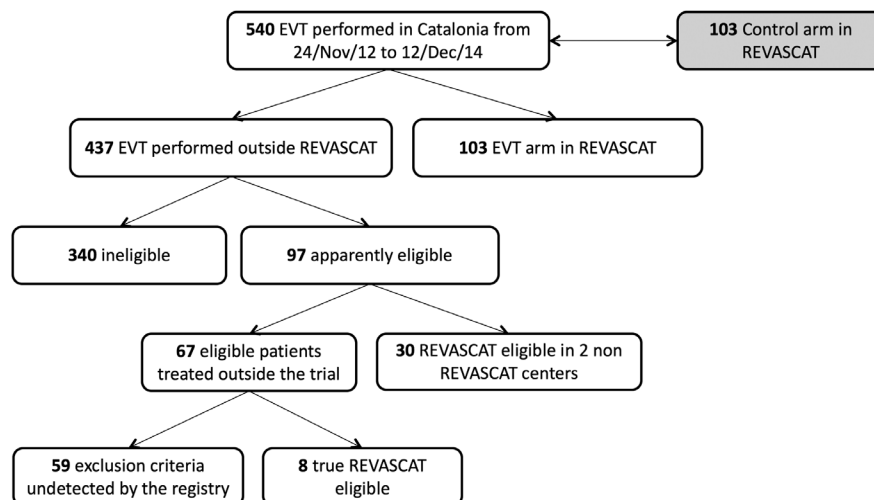 540 EVT performed in Catalonia from
24/Nov/12 to 12/Dec/14
103 Control arm in
REVASCAT
437 EVT performed outside REVASCAT
103 EVT arm in REVASCAT
340 ineligible
97 apparently eligible
67 eligible patients
treated outside the trial
30 REVASCAT eligible in 2 non
REVASCAT centers
59 exclusion criteria
undetected by the registry
8 true REVASCAT
eligible